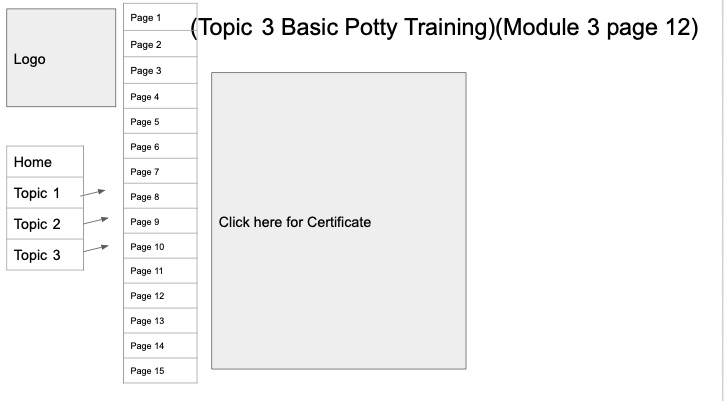 (Topic 3 Basic Potty Training)(Module 3 page 12)
Logo
Home
Topic 1
Topic 2
Topic 3
Page 1
Page 2
Page 3
Page 4
Page 5
Page 6
Page 7
Page 8
Page 9
Page 10
Page 11
Page 12
Page 13
Page 14
Page 15
Click here for Certificate